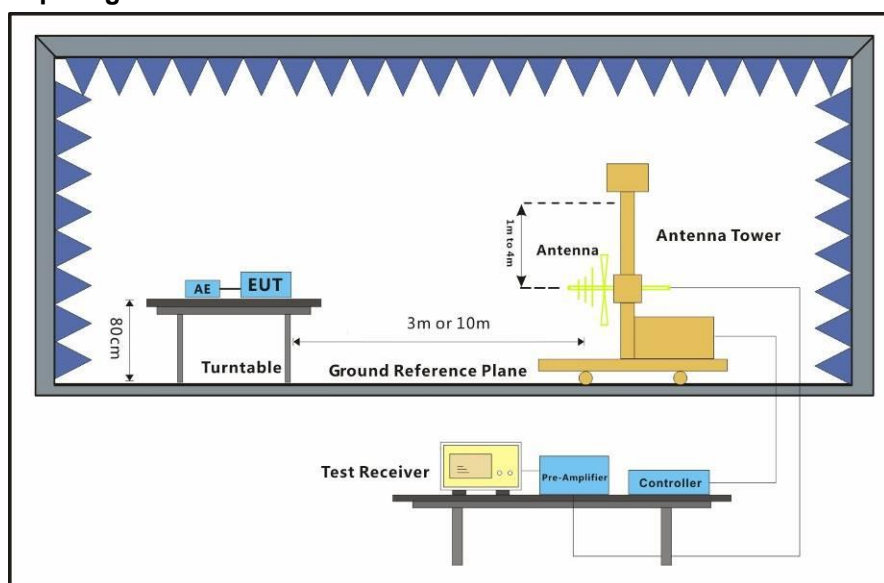 1m to 4m
Antenna
Antenna Tower
AE
EUT
80cm
3m or 10m
Turntable
Ground Reference Plane
Test Receiver
Pre-Amplifier
Controller